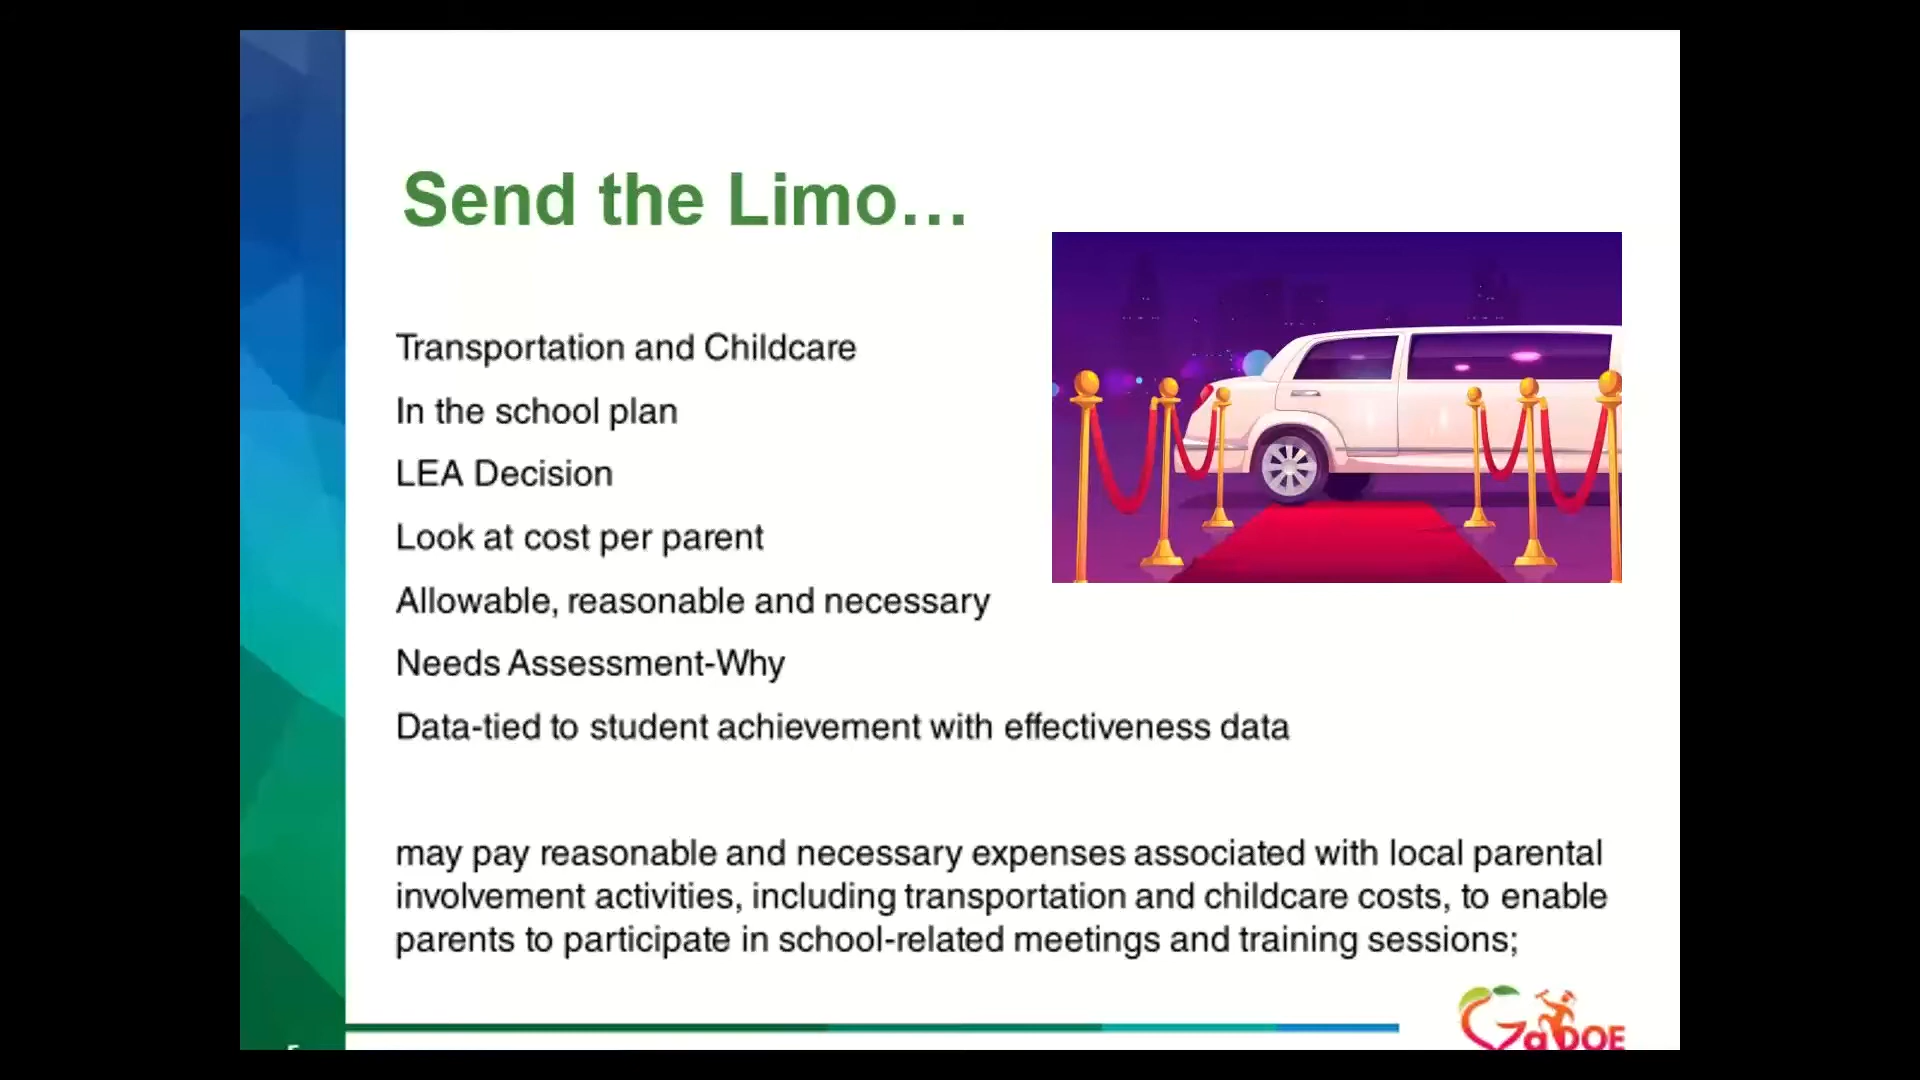 Send the Limo…
Transportation and Childcare
In the school plan
LEA Decision
Look at cost per parent
Allowable, reasonable and necessary
Needs Assessment-Why
Data-tied to student achievement with effectiveness data
may pay reasonable and necessary expenses associated with local parental
involvement activities, including transportation and childcare costs, to enable
parents to participate in school-related meetings and training sessions;
GaDOE